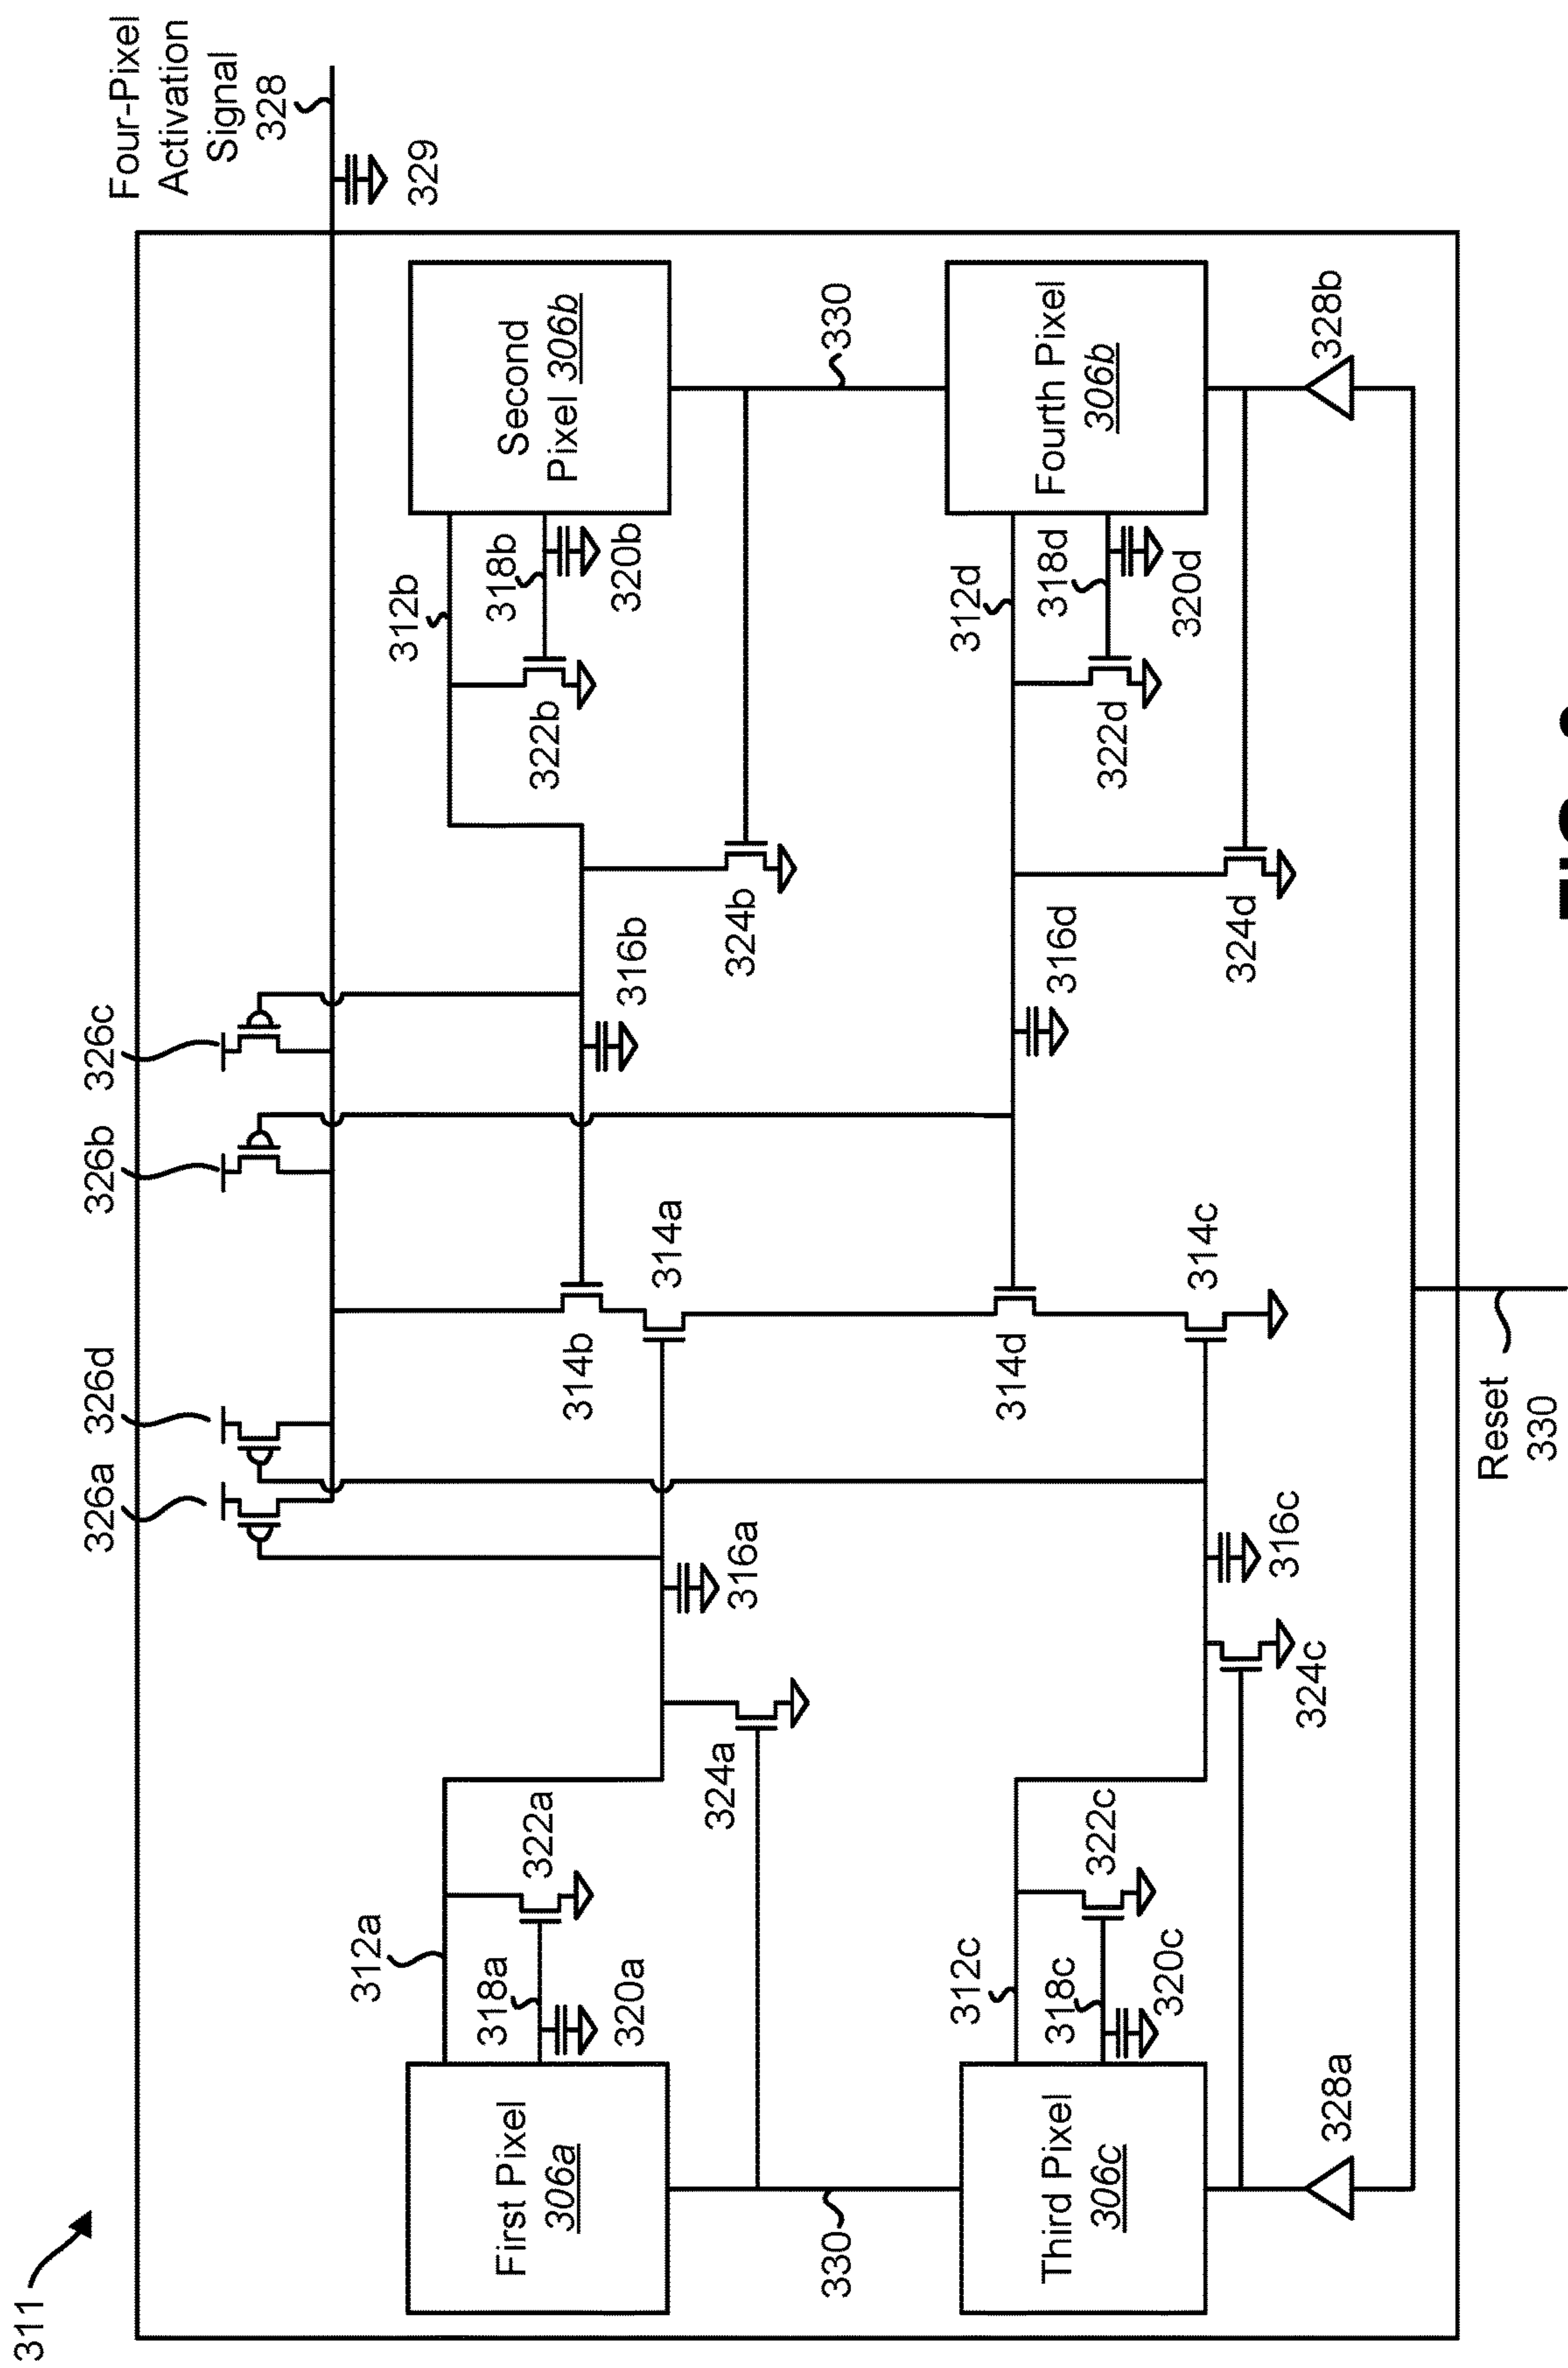 311
326a
326d
326b
326c
Four-Pixel
Activation
Signal
328
329
312a
312b
318a
322a
318b
322b
First Pixel
306a
Second
Pixel 306b
320a
320b
314b
314a
316b
324a
316a
324b
330
330
312c
312d
318c
322c
314d
316d
318d
322d
Third Pixel
306c
Fourth Pixel
306b
320c
320d
314c
324c
316c
324d
328a
328b
Reset
330